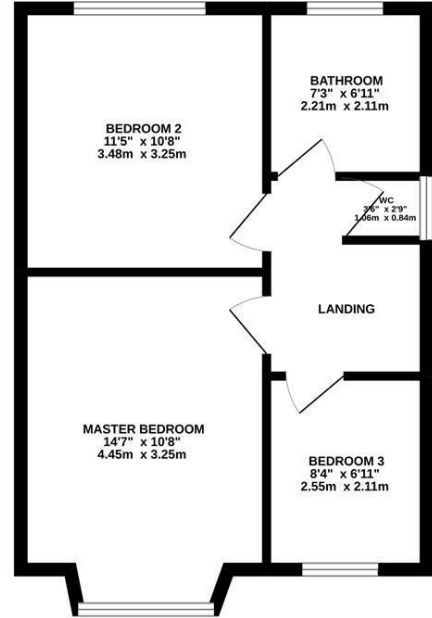 BEDROOM 2
11'5" x 10'8"
3.48m x 3.25m
BATHROOM
7'3" x 6'11"
2.21m x 2.11m
WC
3'6" x 2'9"
1.06m x 0.84m
LANDING
MASTER BEDROOM
14'7" x 10'8"
4.45m x 3.25m
BEDROOM 3
8'4" x 6'11"
2.55m x 2.11m